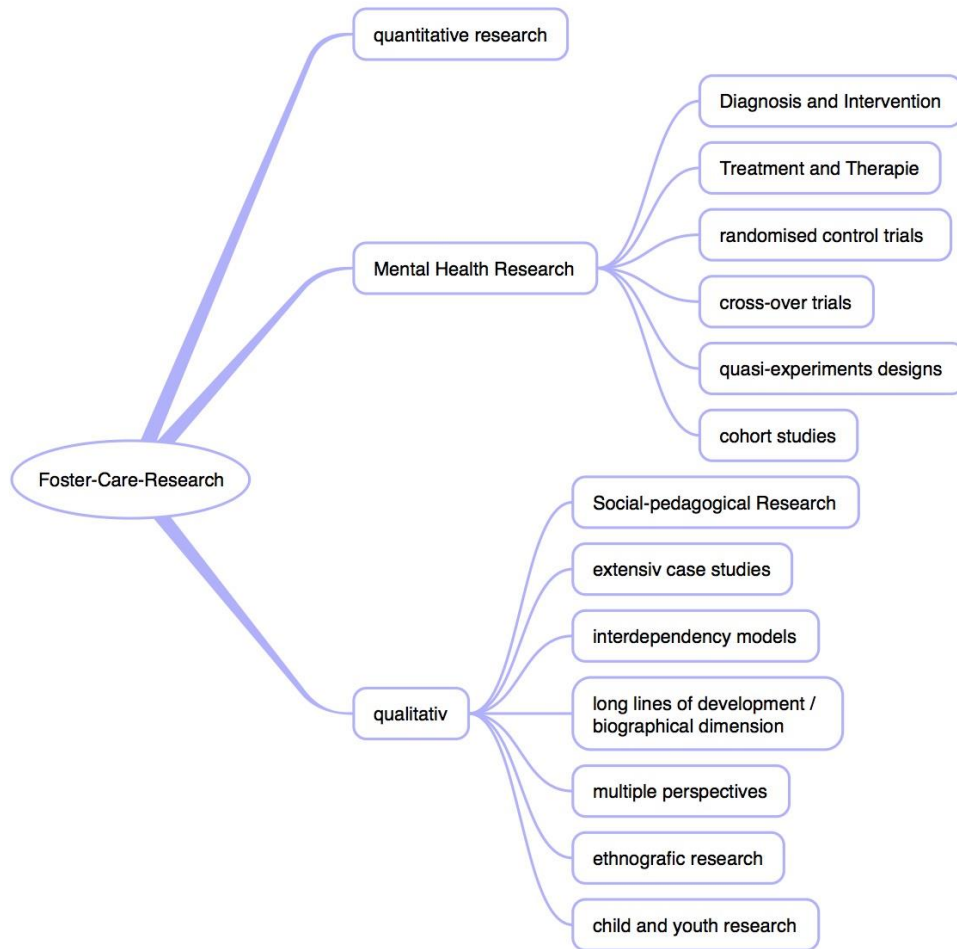 quantitative research
Diagnosis and Intervention
Treatment and Therapie
randomised control trials
Mental Health Research
cross-over trials
quasi-experiments designs
cohort studies
Foster-Care-Research
Social-pedagogical Research
extensiv case studies
interdependency models
long lines of development /
biographical dimension
qualitativ
multiple perspectives
ethnografic research
child and youth research